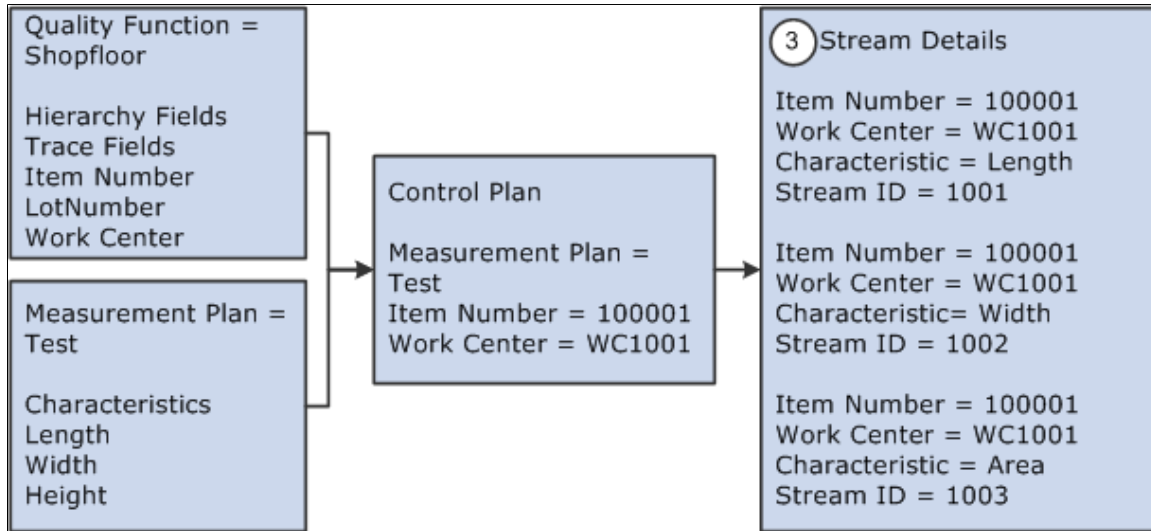 Quality Function =
Shopfloor
Hierarchy Fields
Trace Fields
Item Number
LotNumber
Work Center
Measurement Plan =
Test
Characteristics
Length
Width
Height
Control Plan
Measurement Plan =
Test
Item Number = 100001
Work Center = WC1001
3 Stream Details
Item Number = 100001
Work Center = WC1001
Characteristic = Length
Stream ID = 1001
Item Number = 100001
Work Center = WC1001
Characteristic= Width
Stream ID = 1002
Item Number = 100001
Work Center = WC1001
Characteristic = Area
Stream ID = 1003